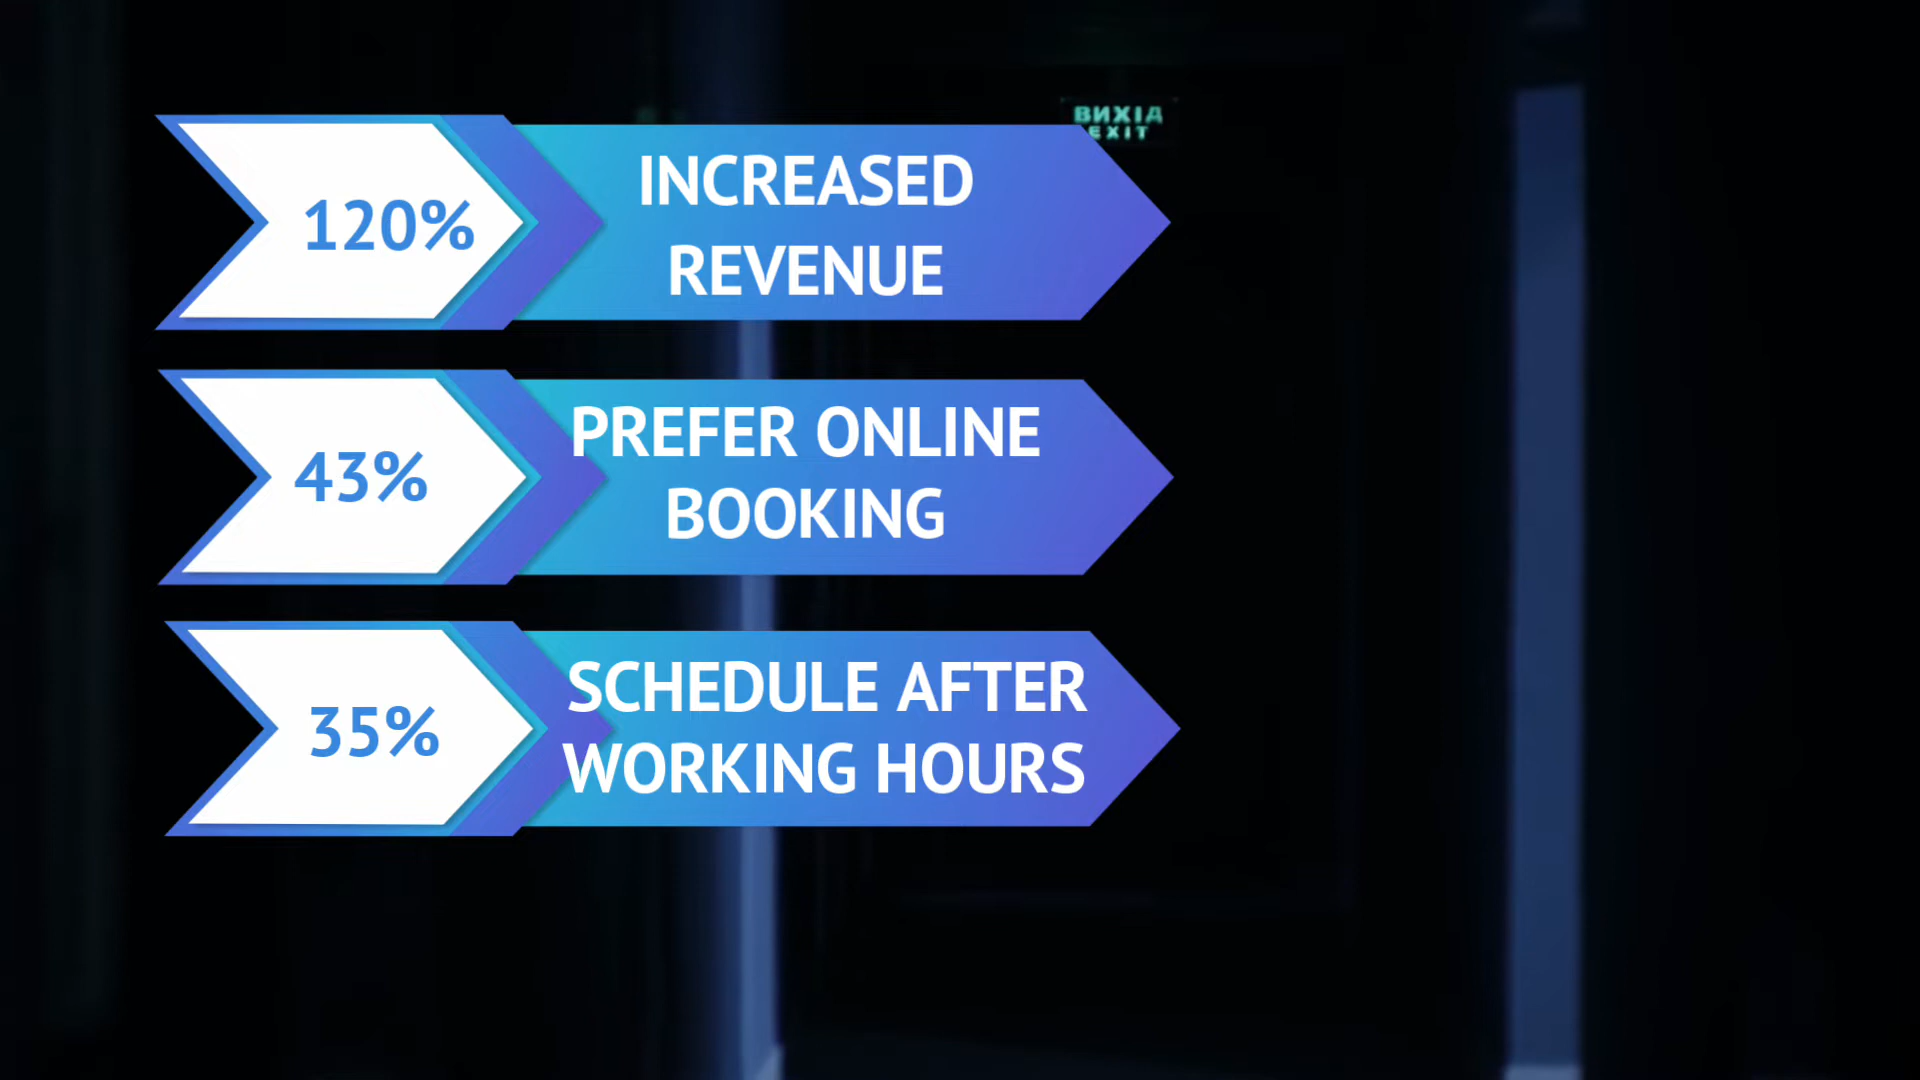 ВИХІД
EXIT
120%
INCREASED
REVENUE
43%
PREFER ONLINE
BOOKING
35%
SCHEDULE AFTER
WORKING HOURS